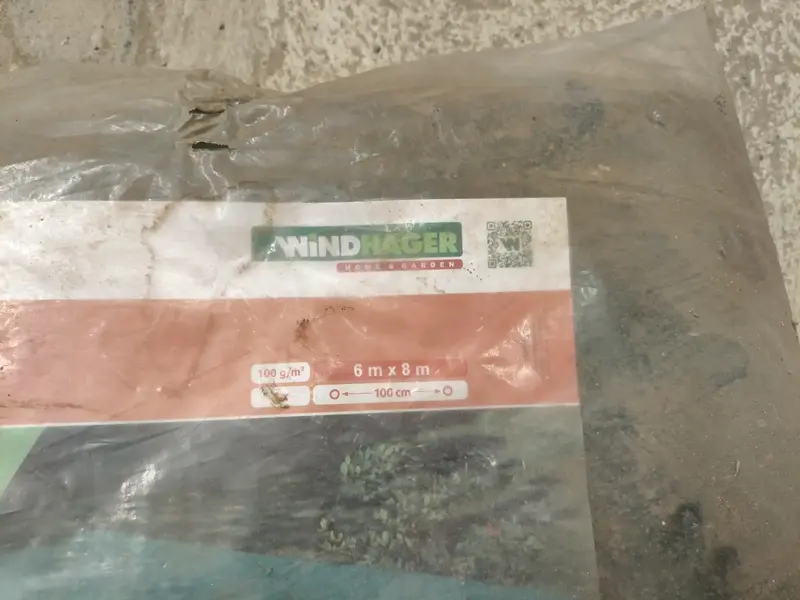 WINDHAGER
HOME & GARDEN
100 g/m²
6 m x 8 m
100 cm